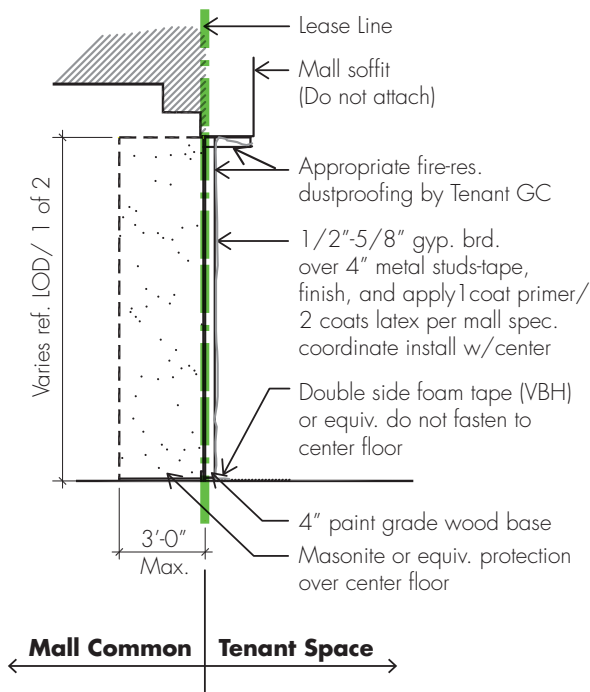 Lease Line
Mall soffit
(Do not attach)
Appropriate fire-res.
dustproofing by Tenant GC
1/2"-5/8" gyp. brd.
over 4" metal studs-tape,
finish, and apply1coat primer/
2 coats latex per mall spec.
coordinate install w/center
Varies ref. LOD/ 1 of 2
Double side foam tape (VBH)
or equiv. do not fasten to
center floor
4" paint grade wood base
3'-0"
Max.
Masonite or equiv. protection
over center floor
Mall Common
Tenant Space